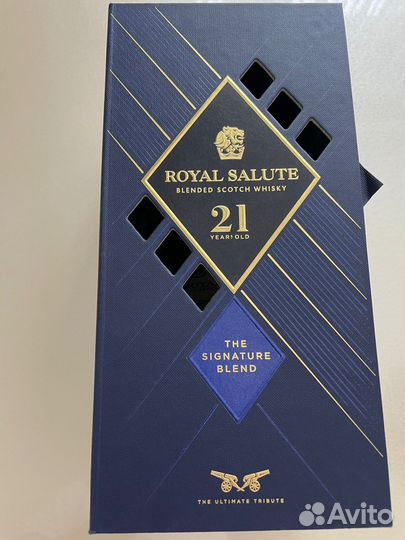 ROYAL SALUTE
BLENDED SCOTCH WHISKY
21
YEAR! OLD
THE
SIGNATURE
BLEND
THE ULTIMATE TRIBUTE
Avito